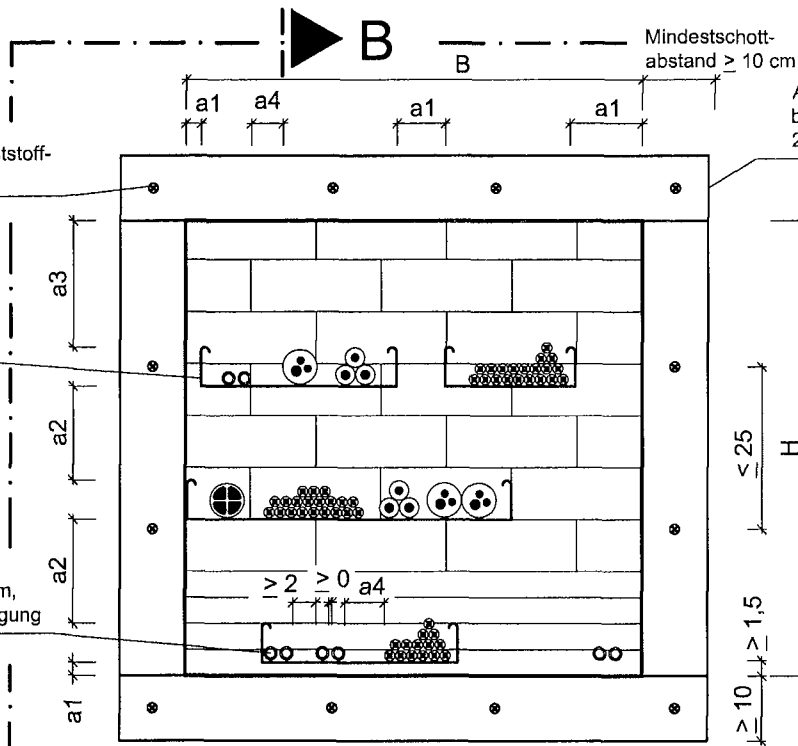 B
Mindestschott-
abstand ≥ 10 cm
B
a1
a4
a1
a1
A
b
2
tstoff-
a3
a2
a2
a1
≤ 25
H
≥ 2
≥ 0
a4
m,
gung
≥ 1,5
≥ 10